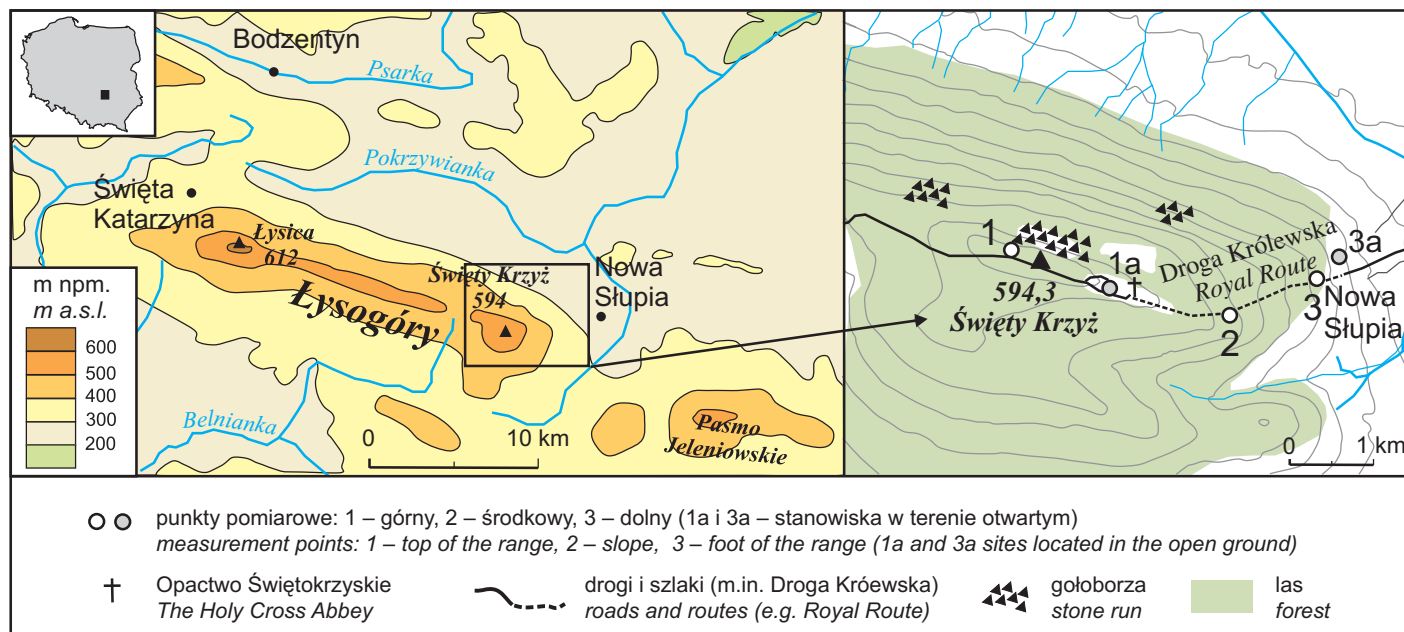 Bodzentyn
Psarka
Pokrzywianka
Święta
Katarzyna
Łysica
612
Święty Krzyż
594
Nowa
Słupia
Łysogóry
m npm.
m a.s.l.
600
500
400
300
200
Belnianka
0 10 km
Pasmo
Jeleniowskie
1
1a
594,3
Święty Krzyż
Droga Królewska
Royal Route
3a
3
2
Nowa
Słupia
0 1 km
punkty pomiarowe: 1 – górny, 2 – środkowy, 3 – dolny (1a i 3a – stanowiska w terenie otwartym)
measurement points: 1 – top of the range, 2 – slope, 3 – foot of the range (1a and 3a sites located in the open ground)
Opactwo Świętokrzyskie
The Holy Cross Abbey
drogi i szlaki (m.in. Droga Króewska)
roads and routes (e.g. Royal Route)
gołoborza
stone run
las
forest